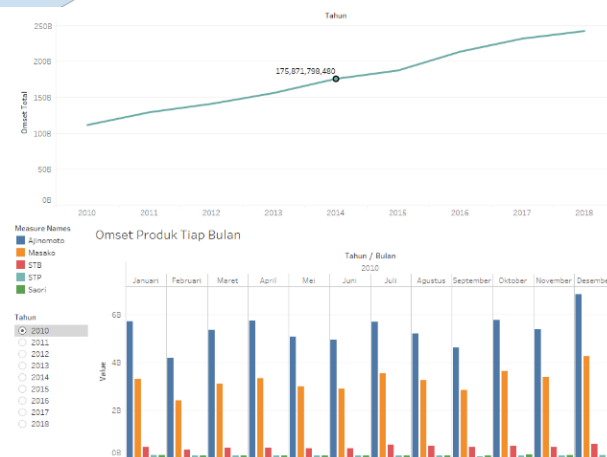 Tahun
250B
200B
150B
100B
50B
0B
Omset Total
175,871,798,480
2010 2011 2012 2013 2014 2015 2016 2017 2018
Measure Names
Ajinomoto
Masako
STB
STP
Saori
Tahun
2010
2011
2012
2013
2014
2015
2016
2017
2018
Omset Produk Tiap Bulan
Tahun / Bulan
2010
Januari Februari Maret April Mei Juni Juli Agustus September Oktober November Desember
6B
4B
2B
0B
Value